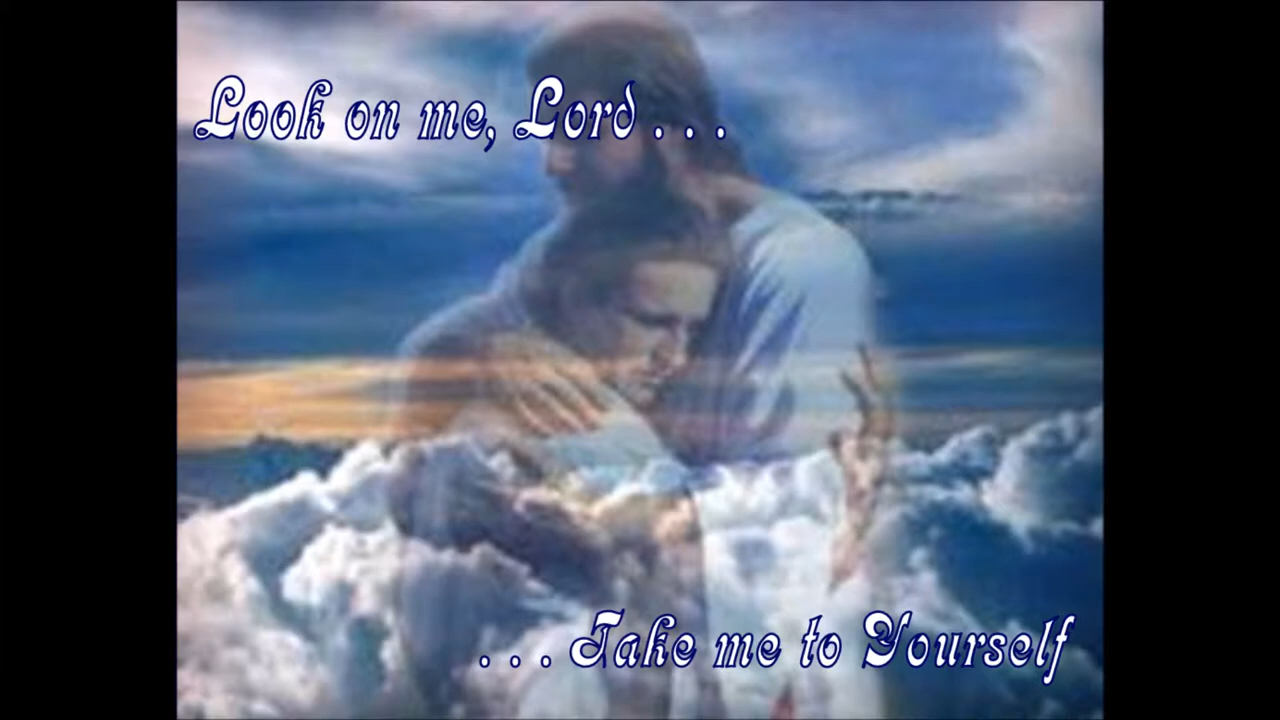 Look on me, Lord . . .
. . . Take me to Yourself